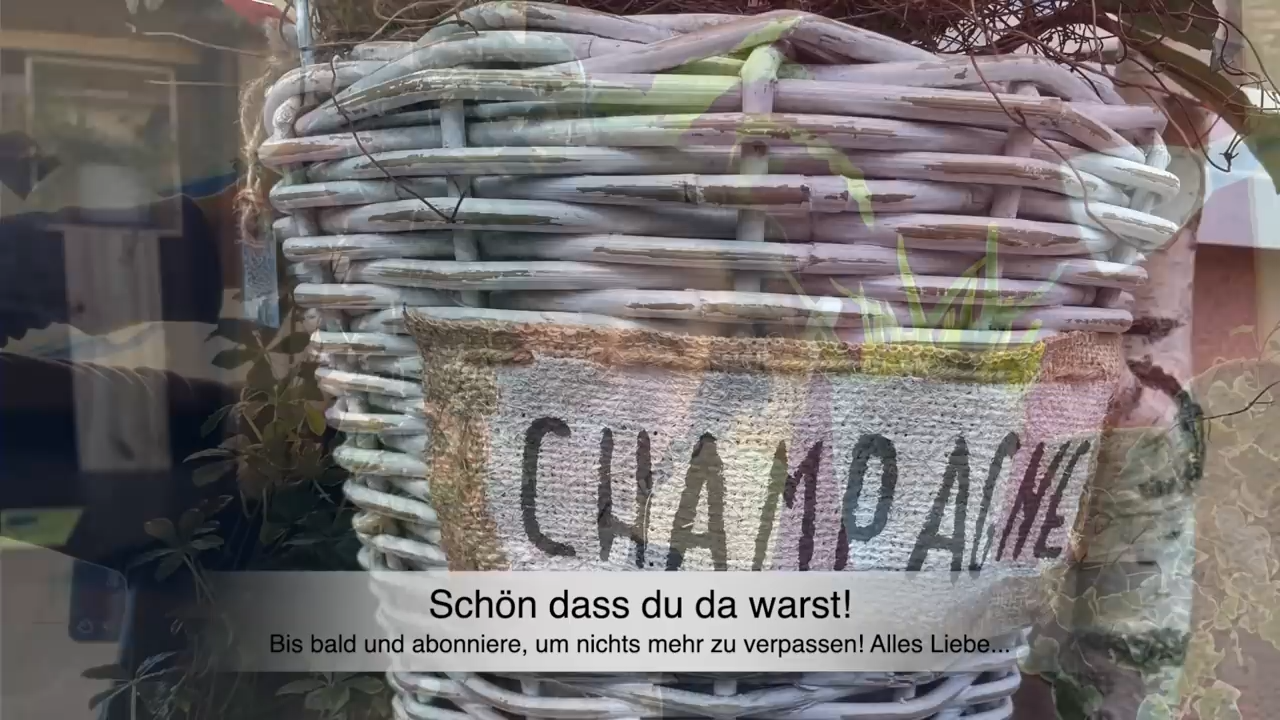 CHAMPAGNE
Schön dass du da warst!
Bis bald und abonniere, um nichts mehr zu verpassen! Alles Liebe...